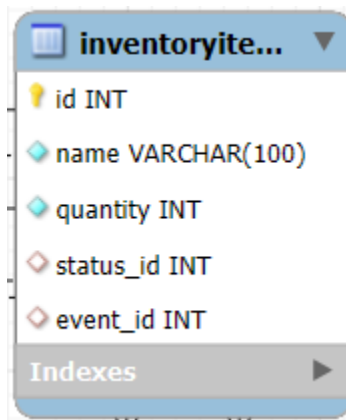 inventoryite...
id INT
name VARCHAR(100)
quantity INT
status_id INT
event_id INT
Indexes